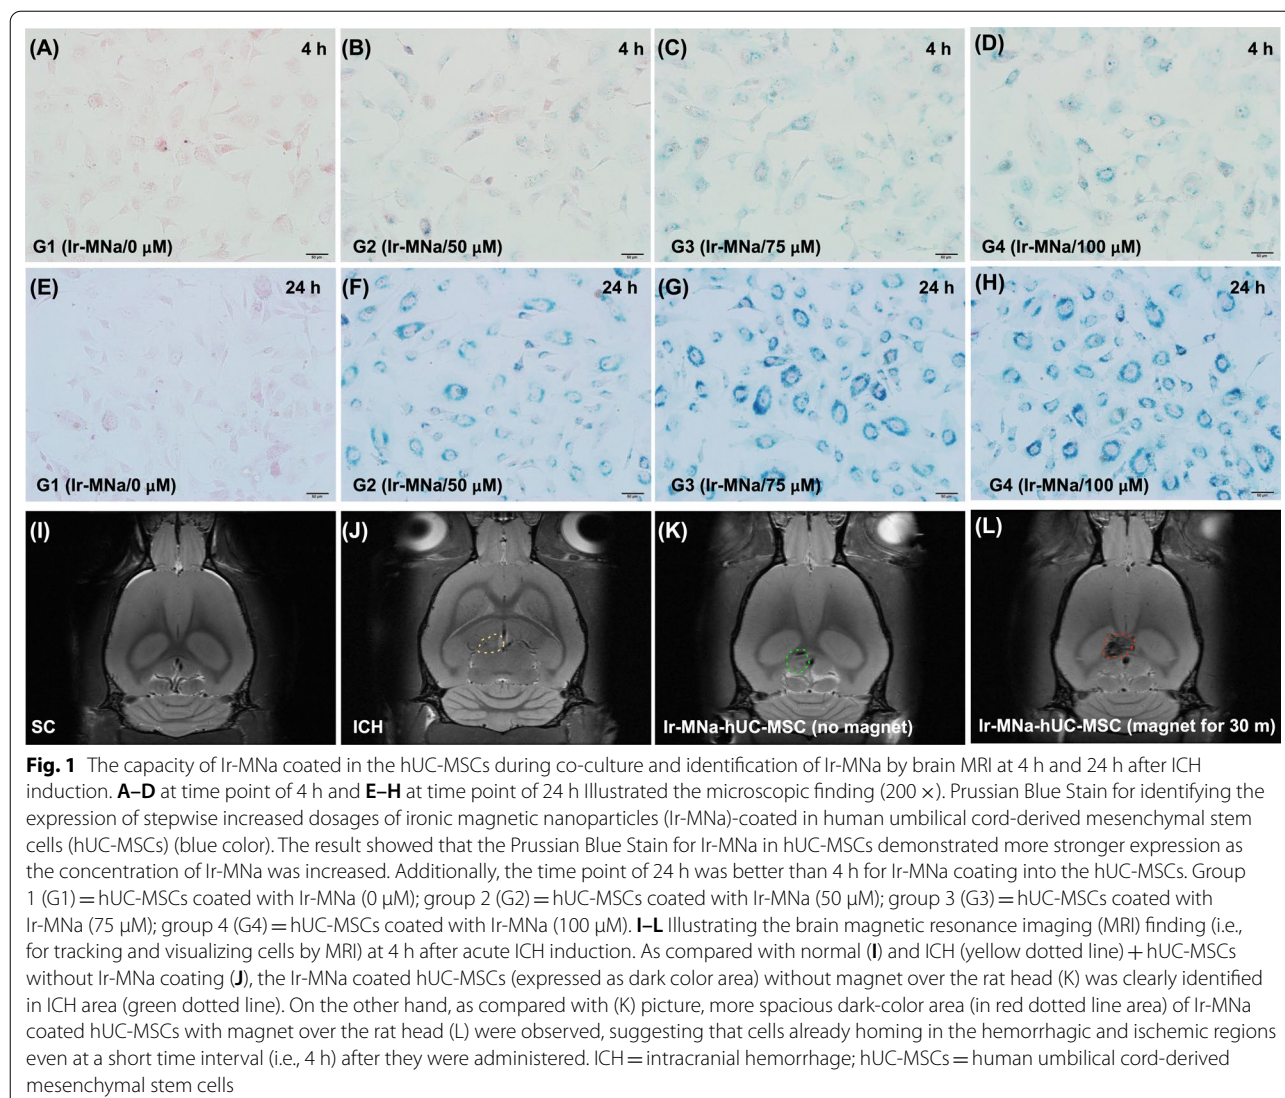 (A) 4 h
G1 (Ir-MNa/0 μM)
50 μm
(B) 4 h
G2 (Ir-MNa/50 μM)
50 μm
(C) 4 h
G3 (Ir-MNa/75 μM)
50 μm
(D) 4 h
G4 (Ir-MNa/100 μM)
50 μm
(E) 24 h
G1 (Ir-MNa/0 μM)
50 μm
(F) 24 h
G2 (Ir-MNa/50 μM)
50 μm
(G) 24 h
G3 (Ir-MNa/75 μM)
50 μm
(H) 24 h
G4 (Ir-MNa/100 μM)
50 μm
(I)
SC
(J)
ICH
(K)
Ir-MNa-hUC-MSC (no magnet)
(L)
Ir-MNa-hUC-MSC (magnet for 30 m)
Fig. 1 The capacity of Ir-MNa coated in the hUC-MSCs during co-culture and identification of Ir-MNa by brain MRI at 4 h and 24 h after ICH
induction. A–D at time point of 4 h and E–H at time point of 24 h Illustrated the microscopic finding (200 ×). Prussian Blue Stain for identifying the
expression of stepwise increased dosages of ironic magnetic nanoparticles (Ir-MNa)-coated in human umbilical cord-derived mesenchymal stem
cells (hUC-MSCs) (blue color). The result showed that the Prussian Blue Stain for Ir-MNa in hUC-MSCs demonstrated more stronger expression as
the concentration of Ir-MNa was increased. Additionally, the time point of 24 h was better than 4 h for Ir-MNa coating into the hUC-MSCs. Group
1 (G1) = hUC-MSCs coated with Ir-MNa (0 μM); group 2 (G2) = hUC-MSCs coated with Ir-MNa (50 μM); group 3 (G3) = hUC-MSCs coated with
Ir-MNa (75 μM); group 4 (G4) = hUC-MSCs coated with Ir-MNa (100 μM). I–L Illustrating the brain magnetic resonance imaging (MRI) finding (i.e.,
for tracking and visualizing cells by MRI) at 4 h after acute ICH induction. As compared with normal (I) and ICH (yellow dotted line) + hUC-MSCs
without Ir-MNa coating (J), the Ir-MNa coated hUC-MSCs (expressed as dark color area) without magnet over the rat head (K) was clearly identified
in ICH area (green dotted line). On the other hand, as compared with (K) picture, more spacious dark-color area (in red dotted line area) of Ir-MNa
coated hUC-MSCs with magnet over the rat head (L) were observed, suggesting that cells already homing in the hemorrhagic and ischemic regions
even at a short time interval (i.e., 4 h) after they were administered. ICH = intracranial hemorrhage; hUC-MSCs = human umbilical cord-derived
mesenchymal stem cells